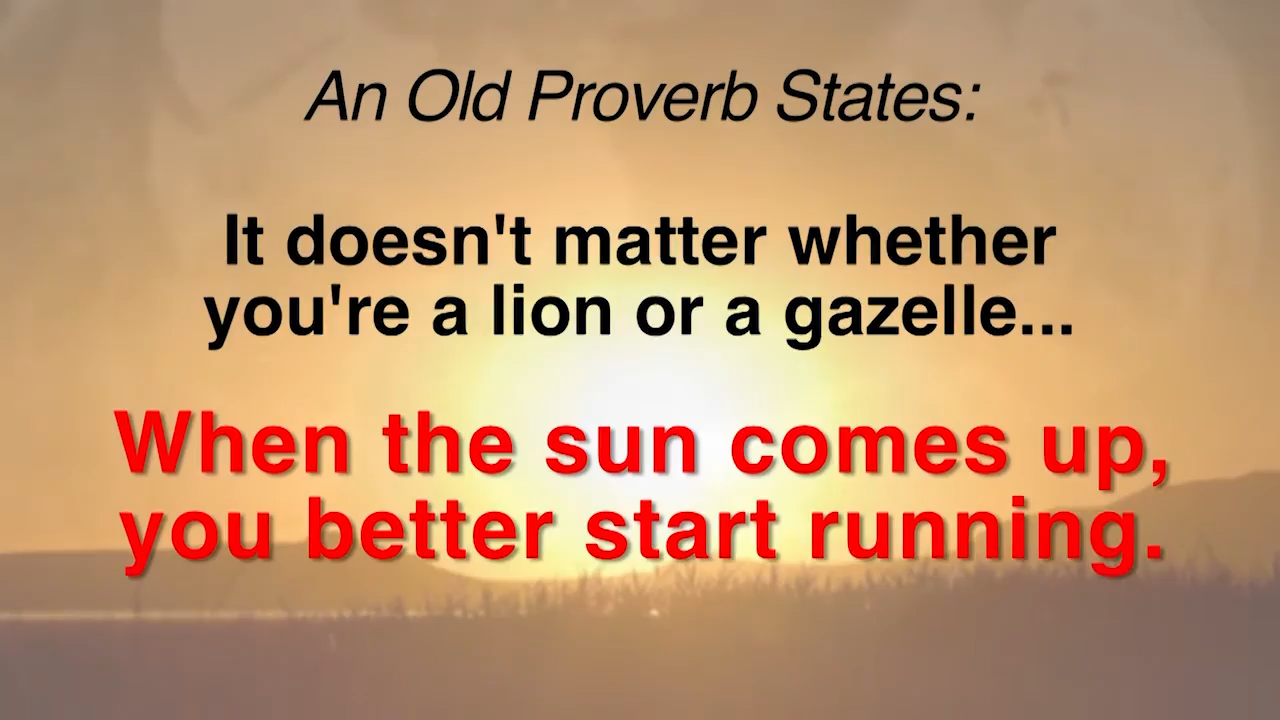 An Old Proverb States:
It doesn't matter whether
you're a lion or a gazelle...
When the sun comes up,
you better start running.